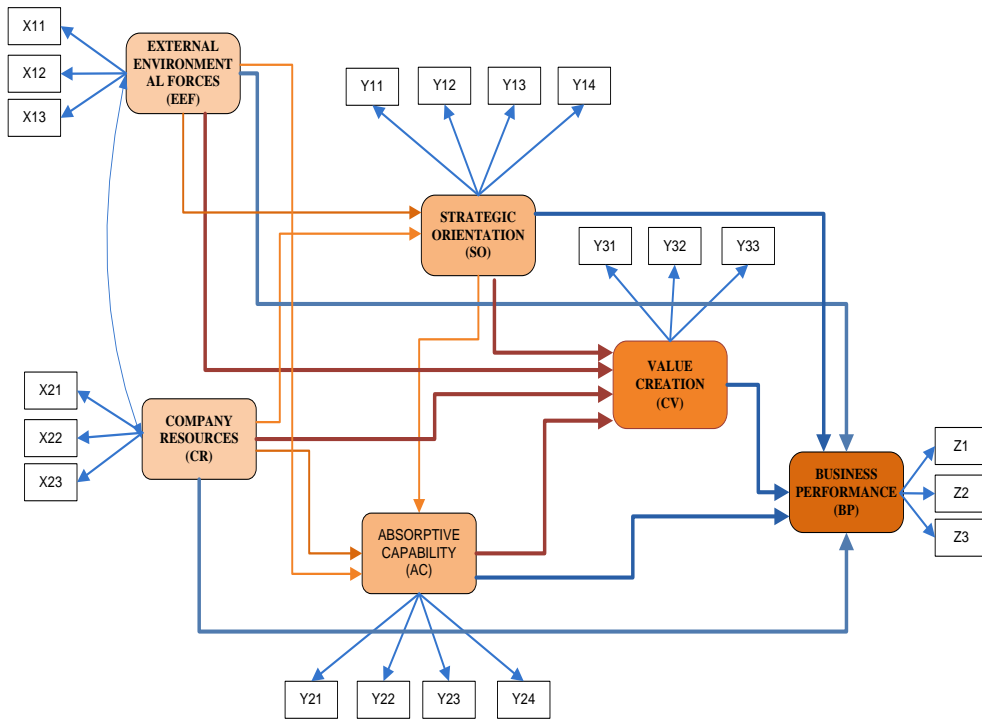 X11
X12
X13
EXTERNAL
ENVIRONMENT
AL FORCES
(EEF)
Y11
Y12
Y13
Y14
STRATEGIC
ORIENTATION
(SO)
Y31
Y32
Y33
VALUE
CREATION
(CV)
X21
X22
X23
COMPANY
RESOURCES
(CR)
BUSINESS
PERFORMANCE
(BP)
Z1
Z2
Z3
ABSORPTIVE
CAPABILITY
(AC)
Y21
Y22
Y23
Y24